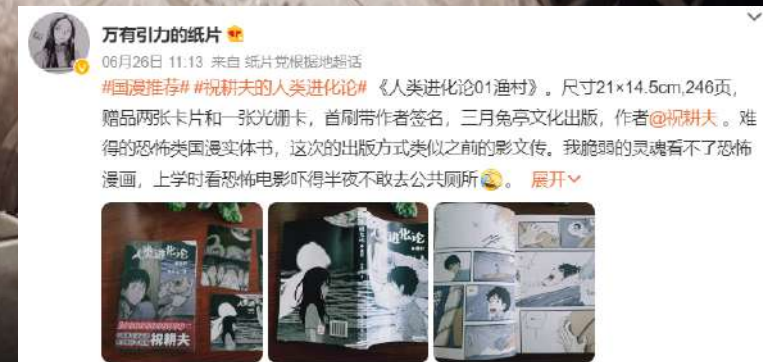 万有引力的纸片
06月26日 11:13 来自 纸片党根据地超话
#国漫推荐# #祝耕夫的人类进化论# 《人类进化论01渔村》。尺寸21×14.5cm,246页,
赠品两张卡片和一张光栅卡，首刷带作者签名，三月兔亭文化出版，作者@祝耕夫 。难
得的恐怖类国漫实体书，这次的出版方式类似之前的影文传。我脆弱的灵魂看不了恐怖
漫画，上学时看恐怖电影吓得半夜不敢去公共厕所 。 展开
人类进化论
祝耕夫
进化论